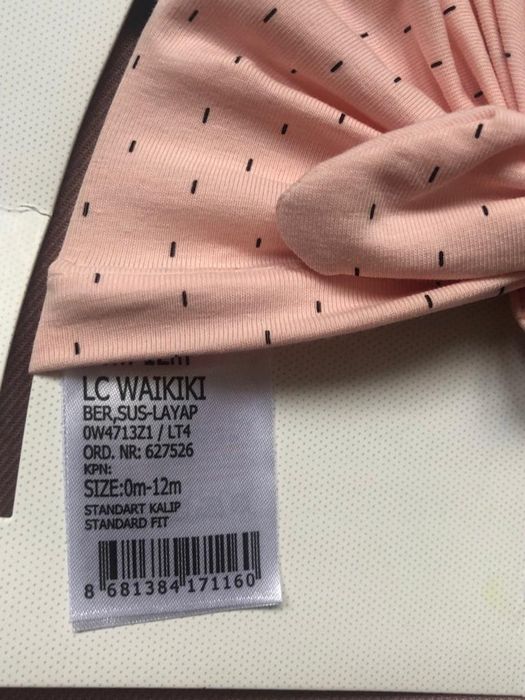 LC WAIKIKI
BER,SUS-LAYAP
0W4713Z1 / LT4
ORD. NR: 627526
KPN:
SIZE:0m-12m
STANDART KALIP
STANDARD FIT
8 681384 171160